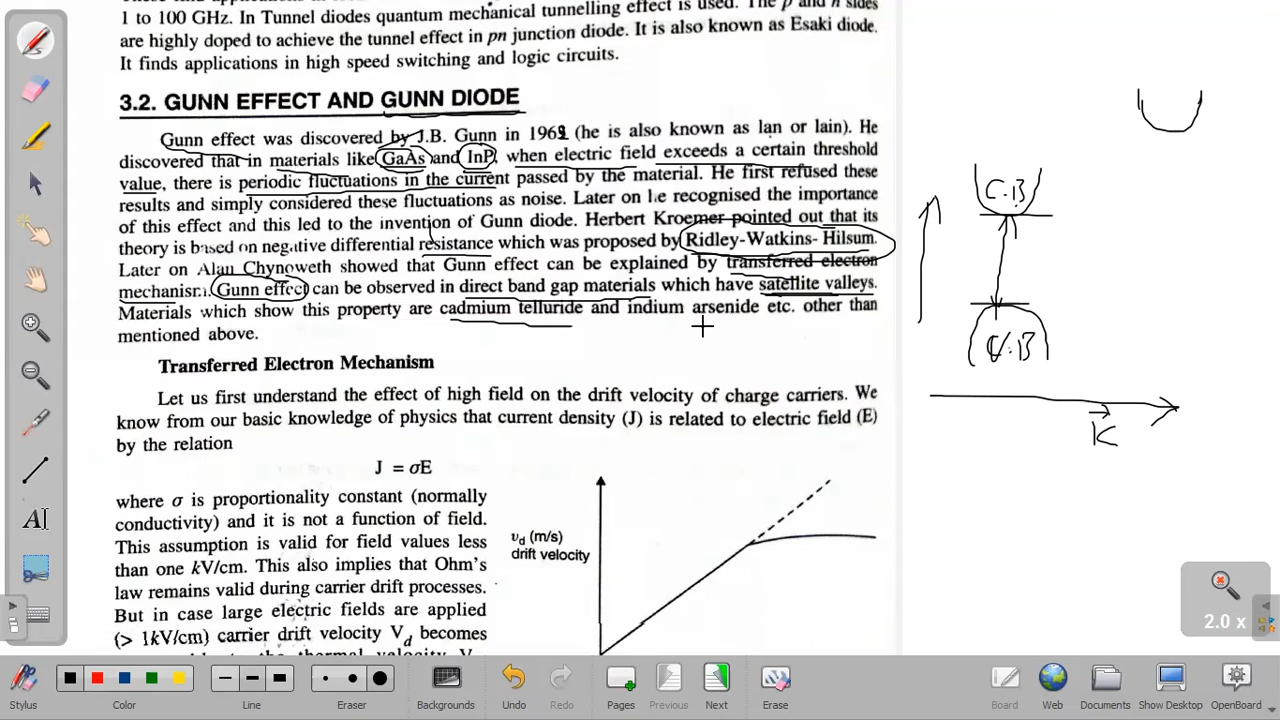 1 to 100 GHz. In Tunnel diodes quantum mechanical tunnelling effect is used. The p and n sides
are highly doped to achieve the tunnel effect in pn junction diode. It is also known as Esaki diode.
It finds applications in high speed switching and logic circuits.
3.2. GUNN EFFECT AND GUNN DIODE
Gunn effect was discovered by J.B. Gunn in 1962 (he is also known as lan or lain). He
discovered that in materials like GaAs and InP, when electric field exceeds a certain threshold
value, there is periodic fluctuations in the current passed by the material. He first refused these
results and simply considered these fluctuations as noise. Later on he recognised the importance
of this effect and this led to the invention of Gunn diode. Herbert Kroemer pointed out that its
theory is based on negative differential resistance which was proposed by Ridley-Watkins- Hilsum.
Later on Alan Chynoweth showed that Gunn effect can be explained by transferred electron
mechanism. Gunn effect can be observed in direct band gap materials which have satellite valleys.
Materials which show this property are cadmium telluride and indium arsenide etc. other than
mentioned above.
Transferred Electron Mechanism
Let us first understand the effect of high field on the drift velocity of charge carriers. We
know from our basic knowledge of physics that current density (J) is related to electric field (E)
by the relation
J = σE
where σ is proportionality constant (normally
conductivity) and it is not a function of field.
This assumption is valid for field values less
than one kV/cm. This also implies that Ohm's
law remains valid during carrier drift processes.
But in case large electric fields are applied
(> 1kV/cm) carrier drift velocity Vd becomes
υd (m/s)
drift velocity
C.B
V.B
K
AI
2.0 x
Stylus
Color
Line
Eraser
Backgrounds
Undo
Redo
Pages
Previous
Next
Erase
Board
Web
Documents
Show Desktop
OpenBoard